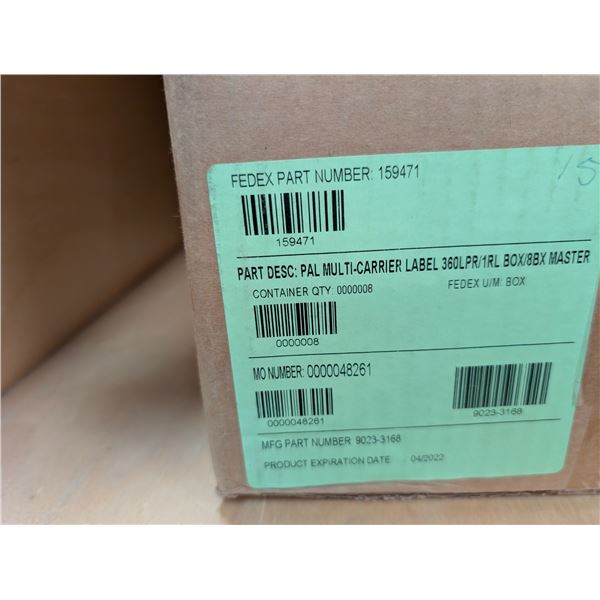 15
FEDEX PART NUMBER: 159471
159471
PART DESC: PAL MULTI-CARRIER LABEL 360LPR/1RL BOX/8BX MASTER
CONTAINER QTY: 0000008
FEDEX U/M: BOX
0000008
MO NUMBER: 0000048261
0000048261
9023-3168
MFG PART NUMBER: 9023-3168
PRODUCT EXPIRATION DATE: 04/2022